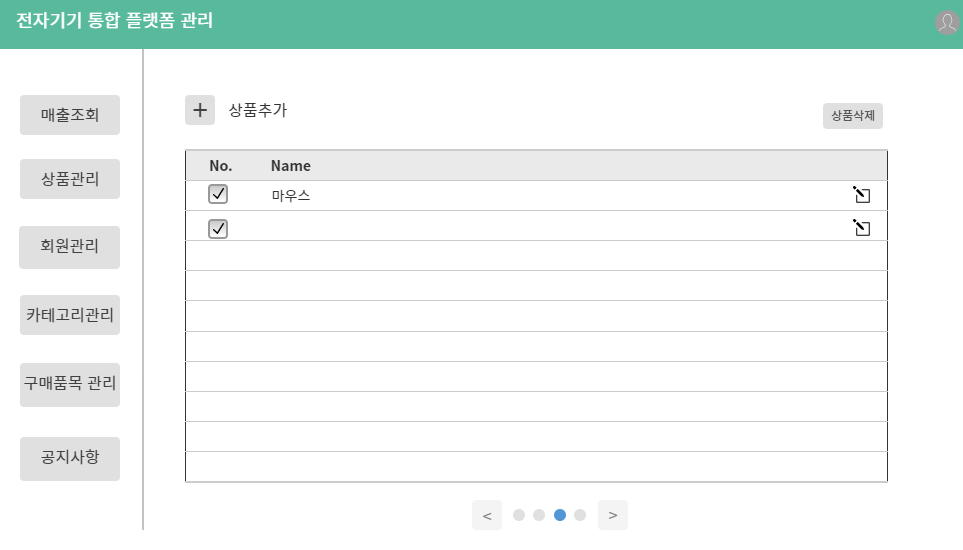 전자기기 통합 플랫폼 관리
매출조회
상품관리
회원관리
카테고리관리
구매품목 관리
공지사항
+ 상품추가
상품삭제
No. Name
마우스
< >